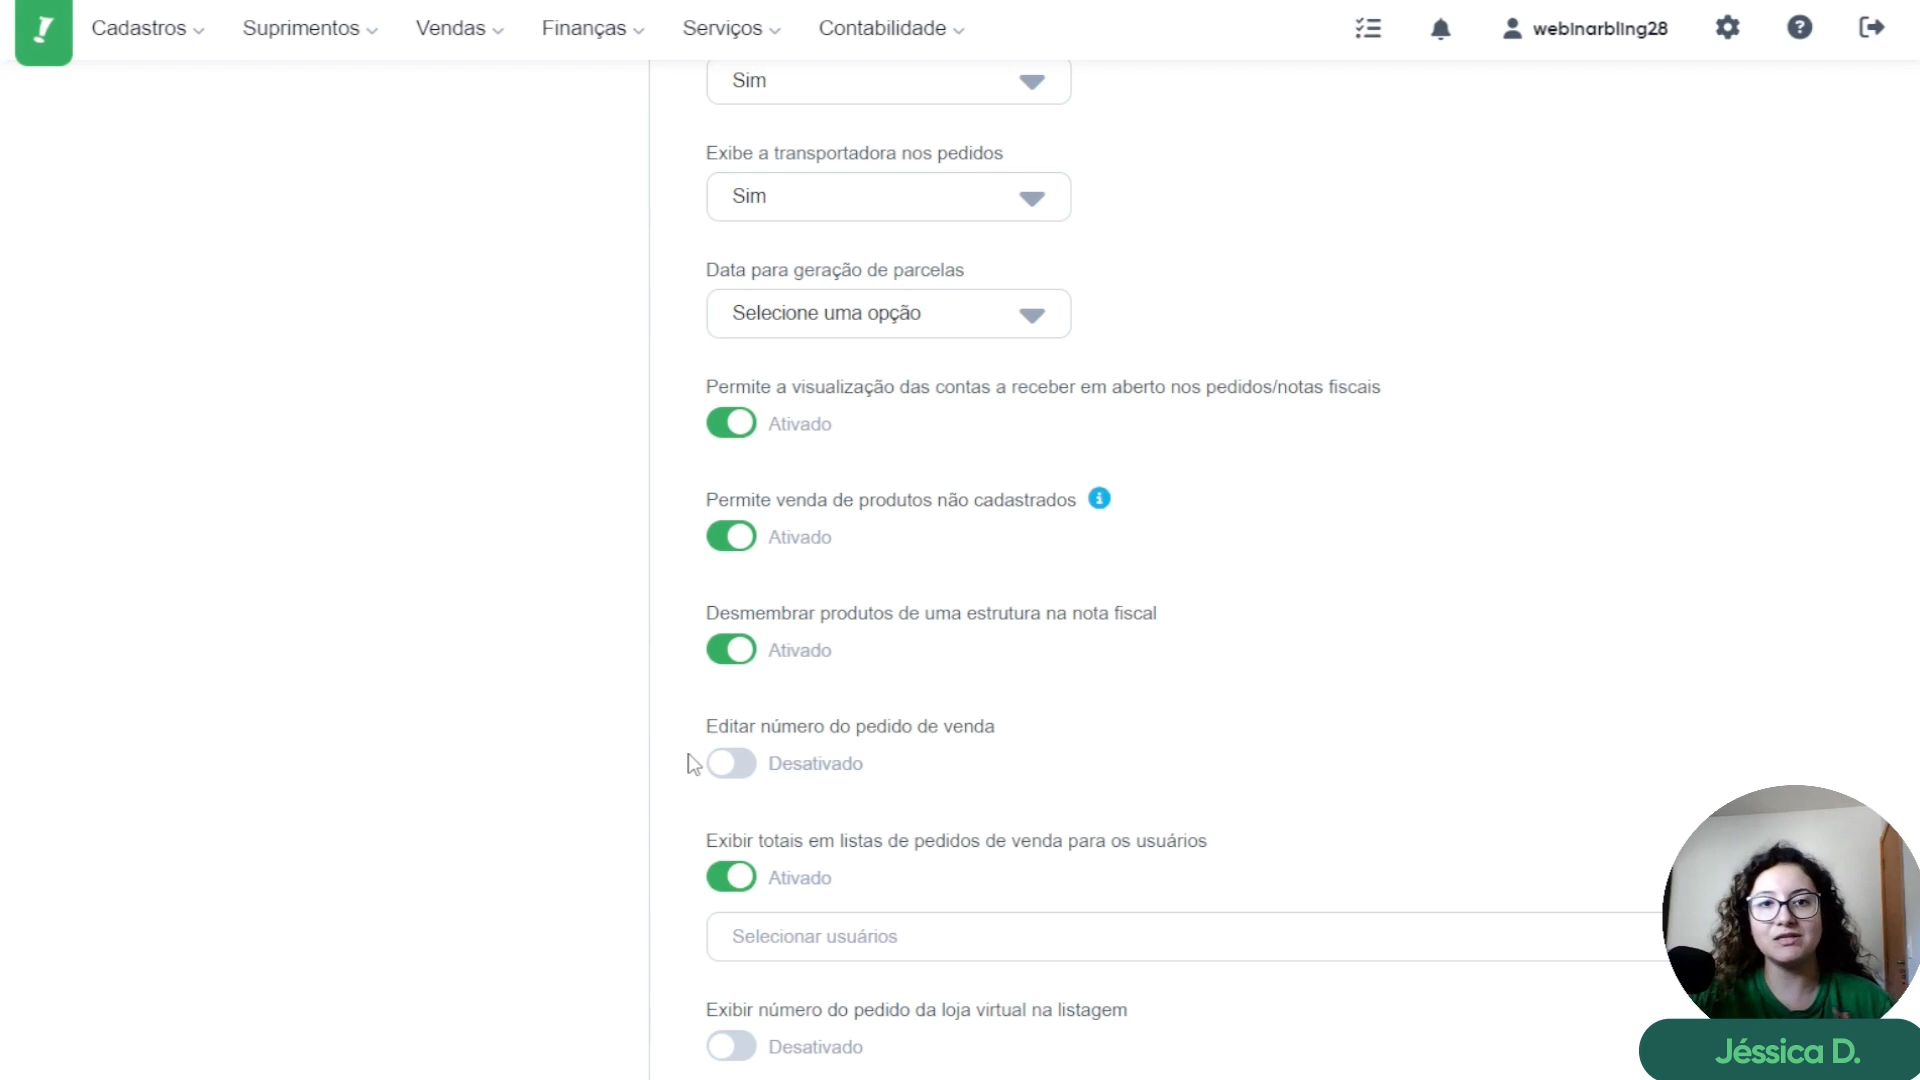 Cadastros
Suprimentos
Vendas
Finanças
Serviços
Contabilidade
webinarbling28
Sim
Exibe a transportadora nos pedidos
Sim
Data para geração de parcelas
Selecione uma opção
Permite a visualização das contas a receber em aberto nos pedidos/notas fiscais
Ativado
Permite venda de produtos não cadastrados
Ativado
Desmembrar produtos de uma estrutura na nota fiscal
Ativado
Editar número do pedido de venda
Desativado
Exibir totais em listas de pedidos de venda para os usuários
Ativado
Selecionar usuários
Exibir número do pedido da loja virtual na listagem
Desativado
Jéssica D.